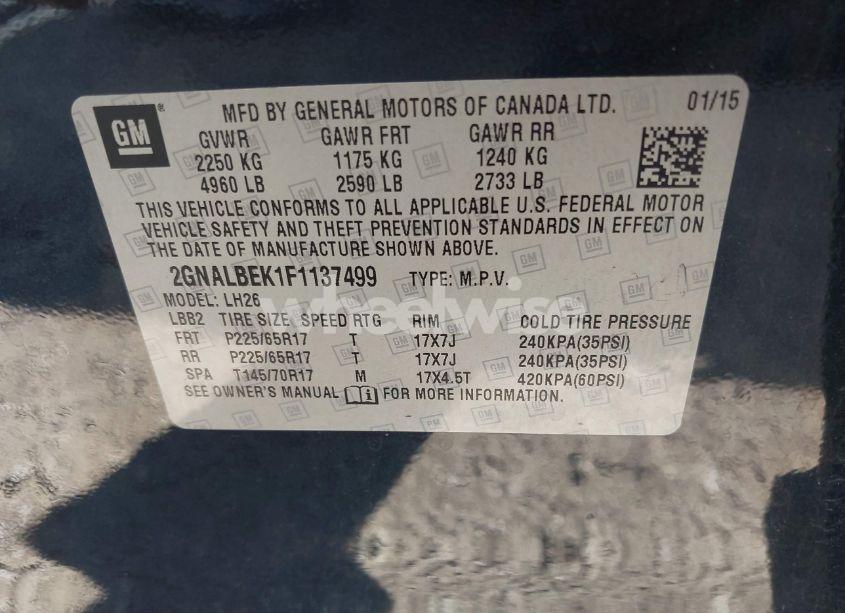 GM ® MFD BY GENERAL MOTORS OF CANADA LTD. 01/15
GVWR GAWR FRT GAWR RR
2250 KG 1175 KG 1240 KG
4960 LB 2590 LB 2733 LB
THIS VEHICLE CONFORMS TO ALL APPLICABLE U.S. FEDERAL MOTOR
VEHICLE SAFETY AND THEFT PREVENTION STANDARDS IN EFFECT ON
THE DATE OF MANUFACTURE SHOWN ABOVE.
2GNALBEK1F1137499 TYPE: M.P.V.
MODEL: LH26
wheelwise
LBB2 TIRE SIZE SPEED RTG RIM COLD TIRE PRESSURE
FRT P225/65R17 T 17X7J 240KPA(35PSI)
RR P225/65R17 T 17X7J 240KPA(35PSI)
SPA T145/70R17 M 17X4.5T 420KPA(60PSI)
SEE OWNER'S MANUAL FOR MORE INFORMATION.